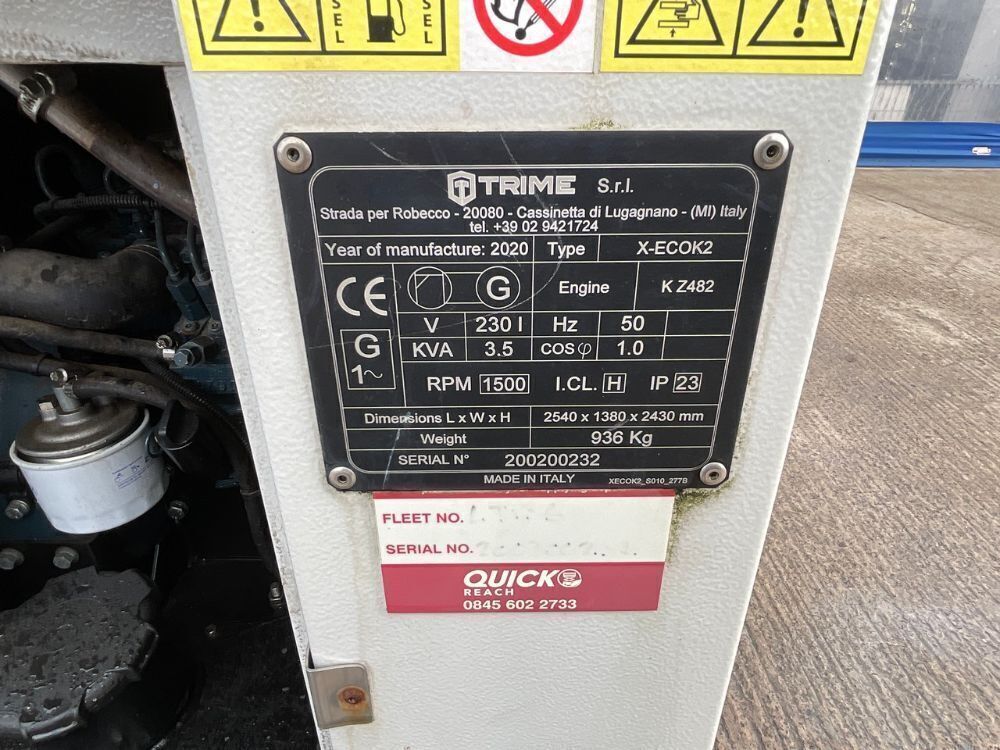 SEL
SEL
TRIME S.r.l.
Strada per Robecco - 20080 - Cassinetta di Lugagnano - (MI) Italy
tel. +39 02 9421724
Year of manufacture: 2020 Type X-ECOK2
CE G Engine K Z482
V 230 I Hz 50
G KVA 3.5 COS φ 1.0
1~ RPM 1500 I.CL. H IP 23
Dimensions L x W x H 2540 x 1380 x 2430 mm
Weight 936 Kg
SERIAL N° 200200232
MADE IN ITALY XECOK2_S010_277B
FLEET NO.
SERIAL NO.
QUICK
REACH
0845 602 2733